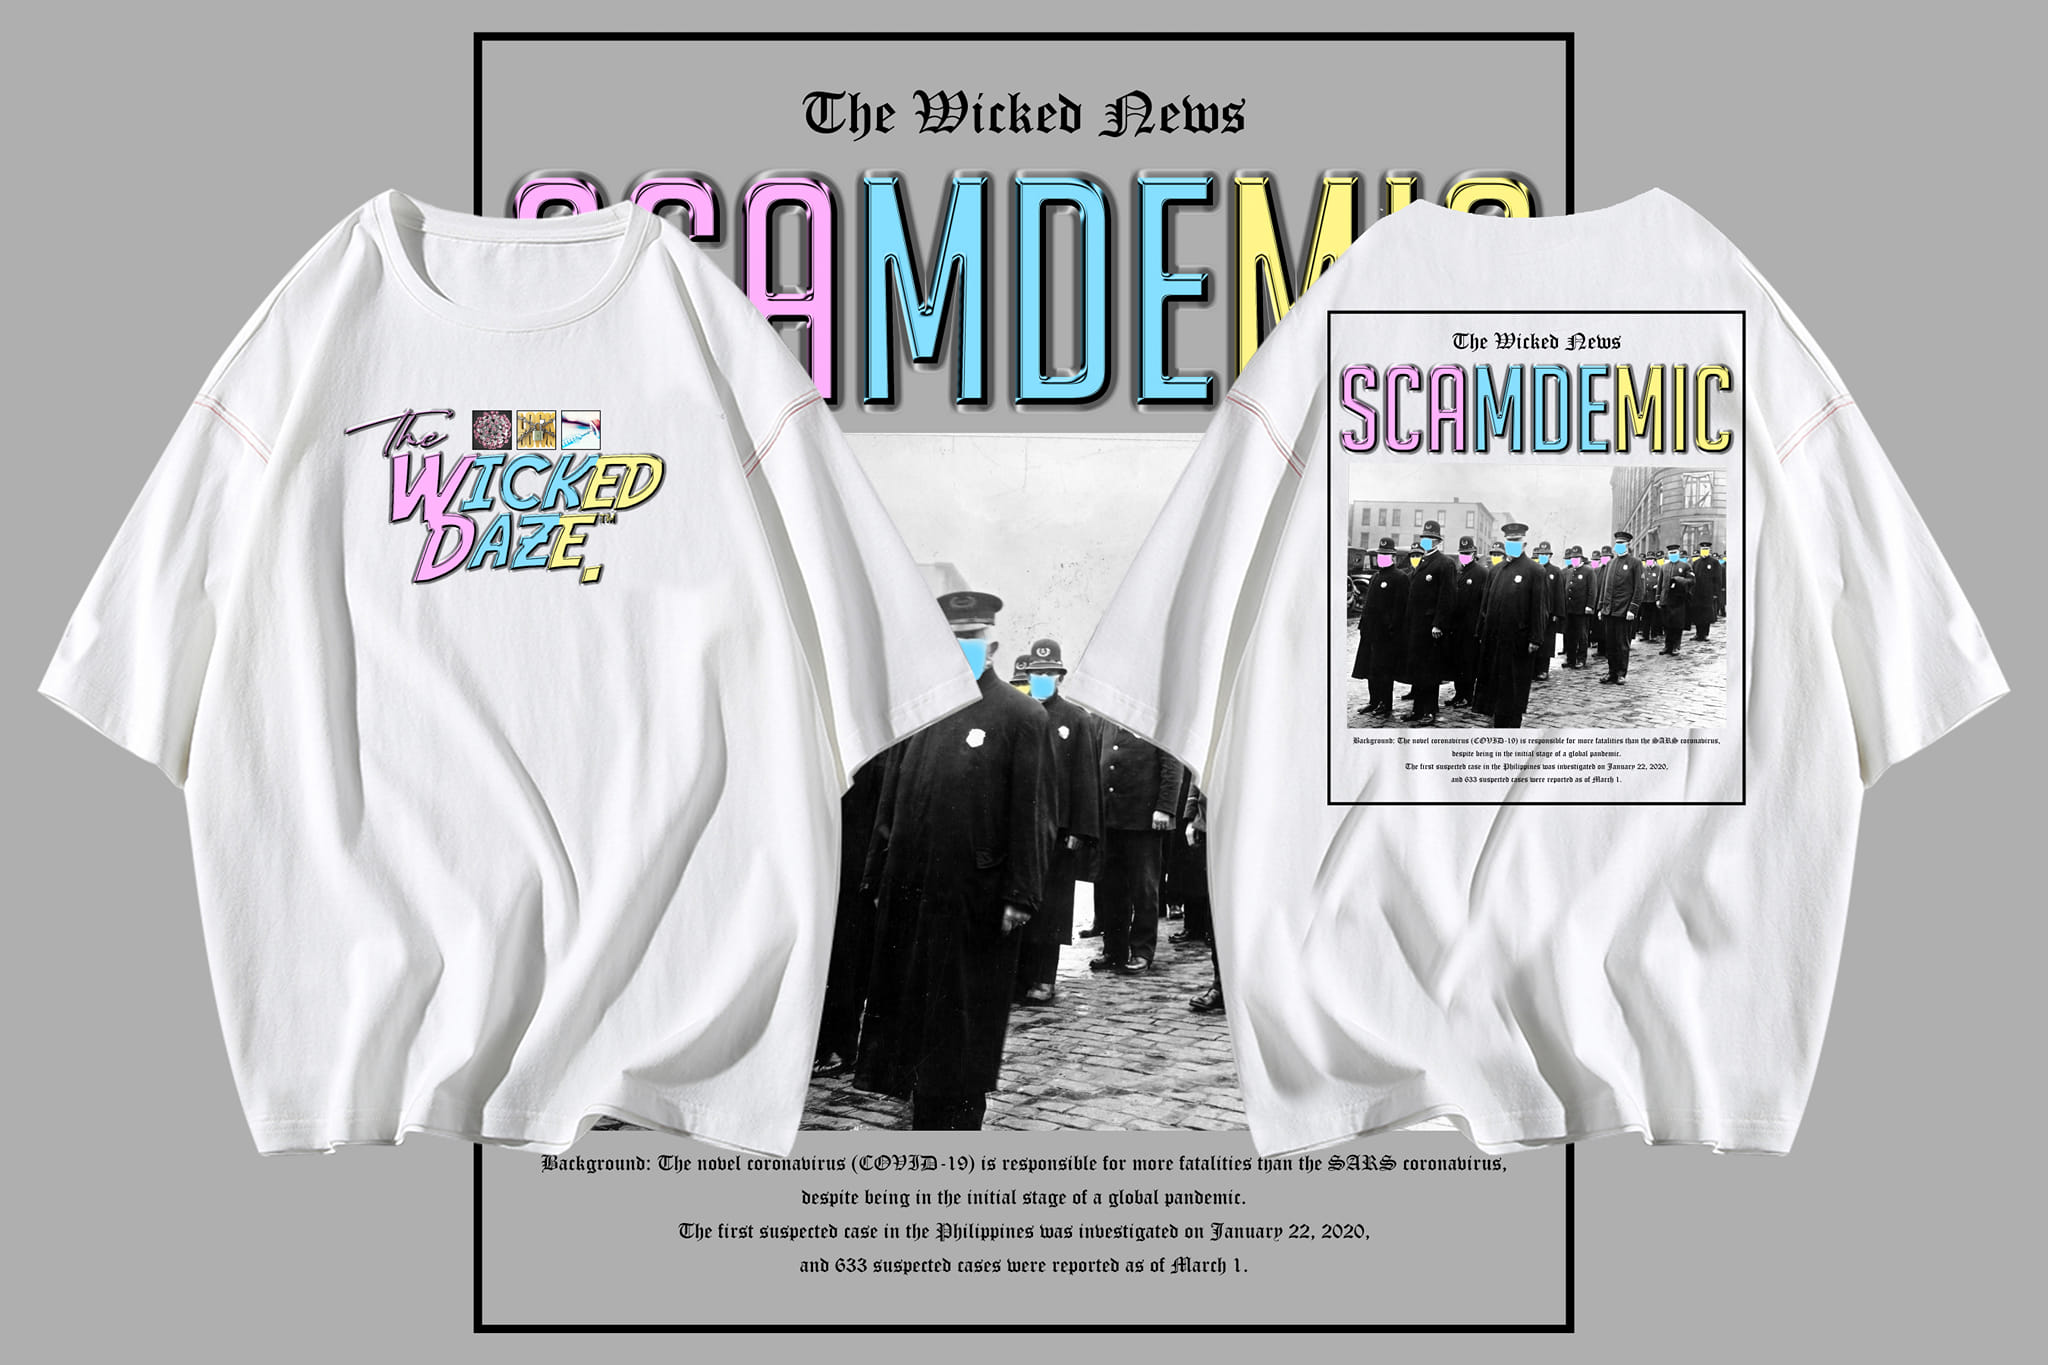 The Wicked News
SCAMDEMIC
The
LOCK
DOWN
WICKED
DAZE.™
The Wicked News
SCAMDEMIC
Background: The novel coronavirus (COVID-19) is responsible for more fatalities than the SARS coronavirus,
despite being in the initial stage of a global pandemic.
The first suspected case in the Philippines was investigated on January 22, 2020,
and 633 suspected cases were reported as of March 1.
Background: The novel coronavirus (COVID-19) is responsible for more fatalities than the SARS coronavirus,
despite being in the initial stage of a global pandemic.
The first suspected case in the Philippines was investigated on January 22, 2020,
and 633 suspected cases were reported as of March 1.